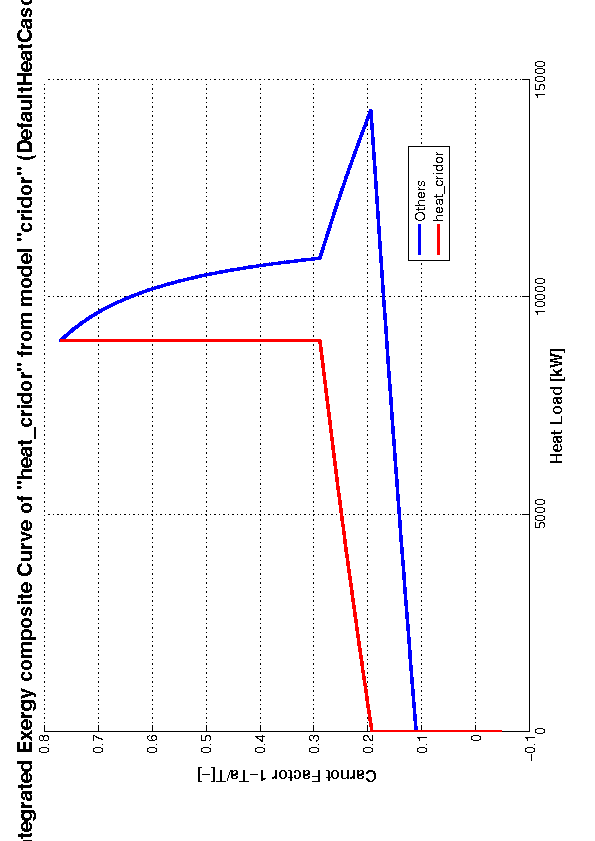 tegrated Exergy composite Curve of "heat_cridor" from model "cridor" (DefaultHeatCasc
0.8
0.7
0.6
0.5
0.4
0.3
0.2
0.1
0
−0.1
Carnot Factor 1−Ta/T[−]
0
5000
10000
15000
Heat Load [kW]
Others
heat_cridor